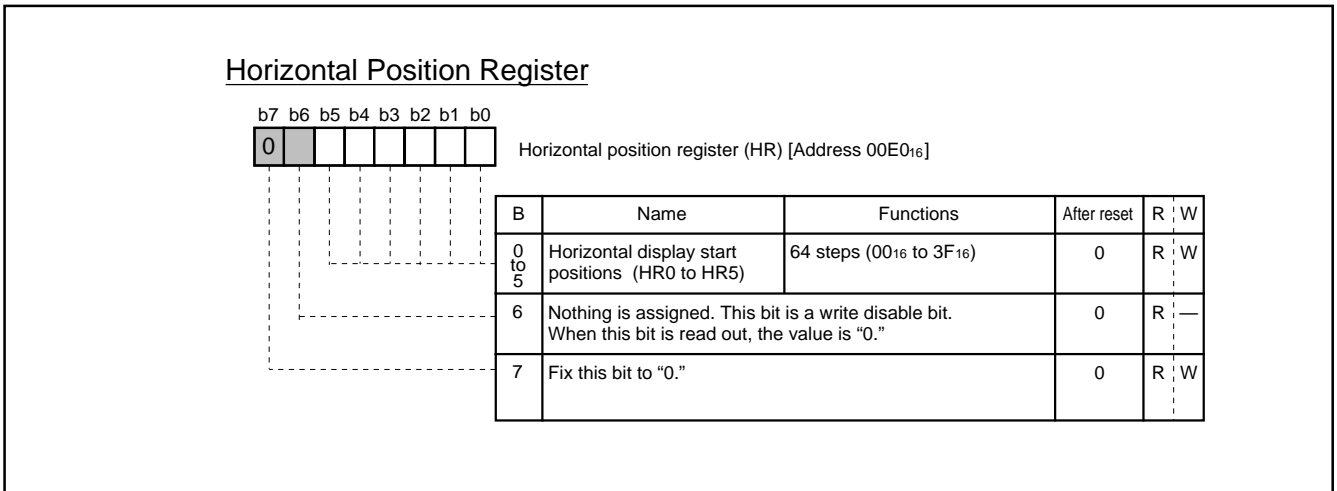 Horizontal Position Register
b7 b6 b5 b4 b3 b2 b1 b0
0
Horizontal position register (HR) [Address 00E016]
B Name Functions After reset R W
0 to 5 Horizontal display start positions (HR0 to HR5) 64 steps (0016 to 3F16) 0 R W
6 Nothing is assigned. This bit is a write disable bit. 0 R —
When this bit is read out, the value is “0.”
7 Fix this bit to “0.” 0 R W